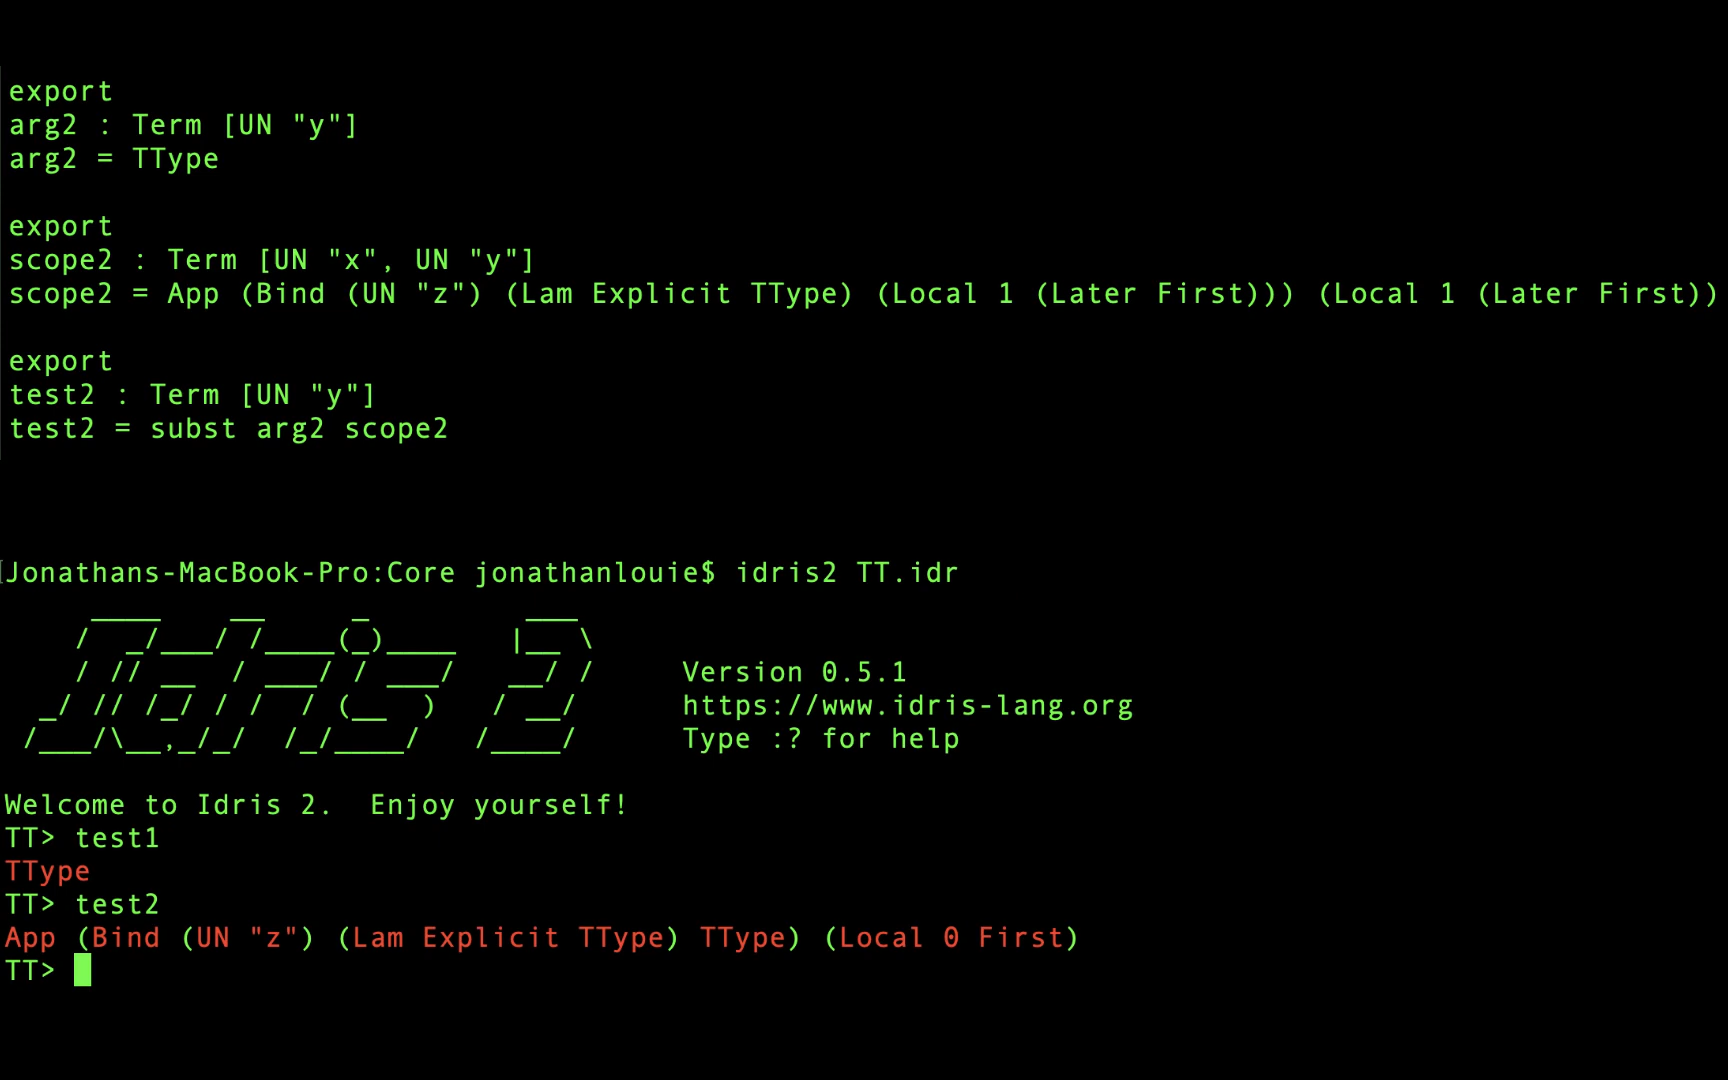 export
arg2 : Term [UN "y"]
arg2 = TType
export
scope2 : Term [UN "x", UN "y"]
scope2 = App (Bind (UN "z") (Lam Explicit TType) (Local 1 (Later First))) (Local 1 (Later First))
export
test2 : Term [UN "y"]
test2 = subst arg2 scope2
Jonathans-MacBook-Pro:Core jonathanlouie$ idris2 TT.idr
Idris 2
Version 0.5.1
https://www.idris-lang.org
Type :? for help
Welcome to Idris 2.  Enjoy yourself!
TT> test1
TType
TT> test2
App (Bind (UN "z") (Lam Explicit TType) TType) (Local 0 First)
TT>